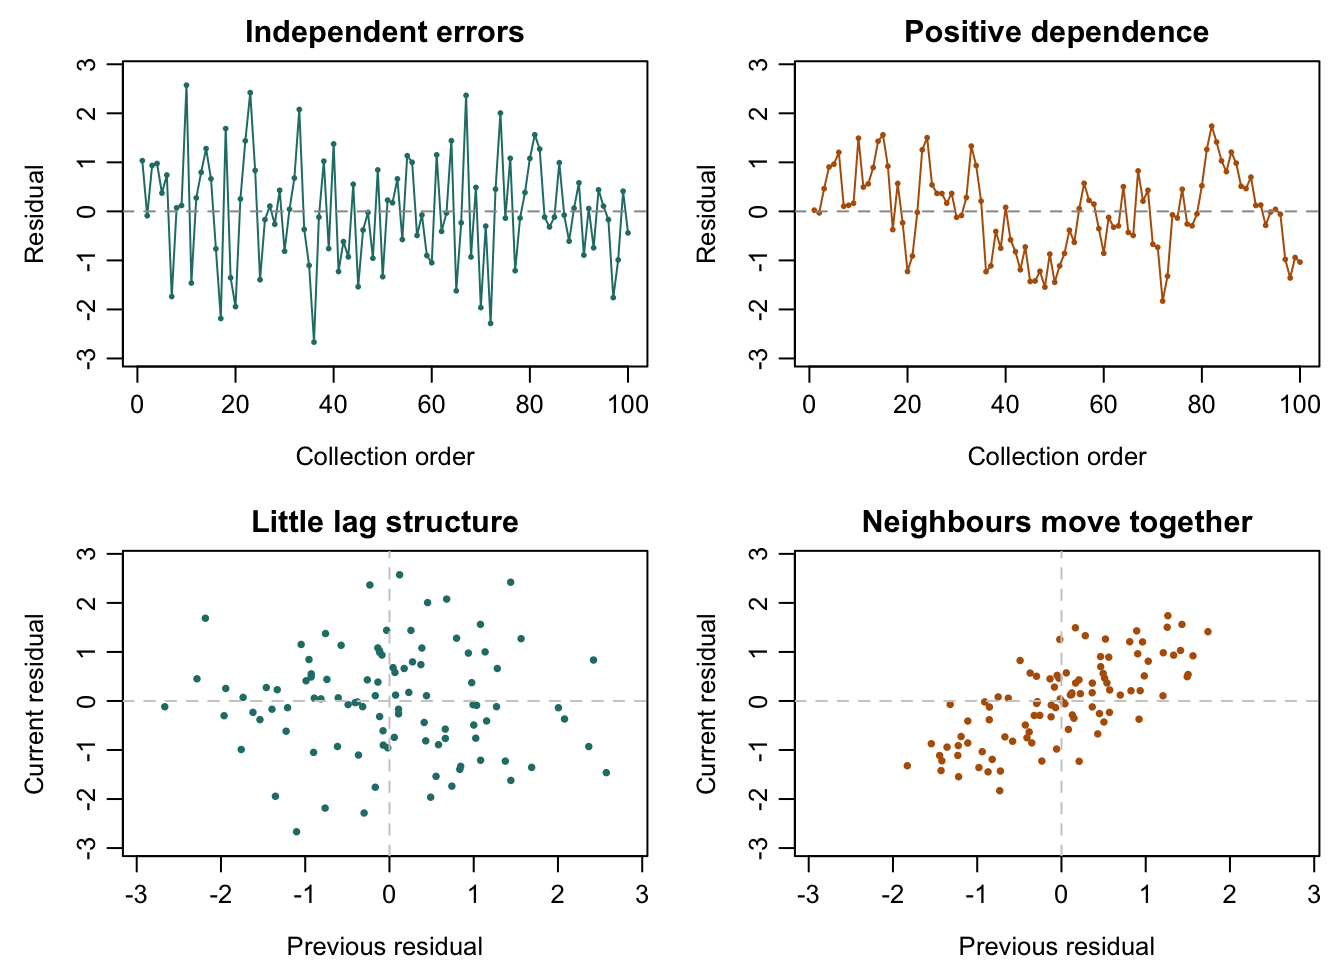 Independent errors
3
2
1
0
-1
-2
-3
Residual
0 20 40 60 80 100
Collection order
Positive dependence
3
2
1
0
-1
-2
-3
Residual
0 20 40 60 80 100
Collection order
Little lag structure
3
2
1
0
-1
-2
-3
Current residual
-3 -1 0 1 2 3
Previous residual
Neighbours move together
3
2
1
0
-1
-2
-3
Current residual
-3 -1 0 1 2 3
Previous residual